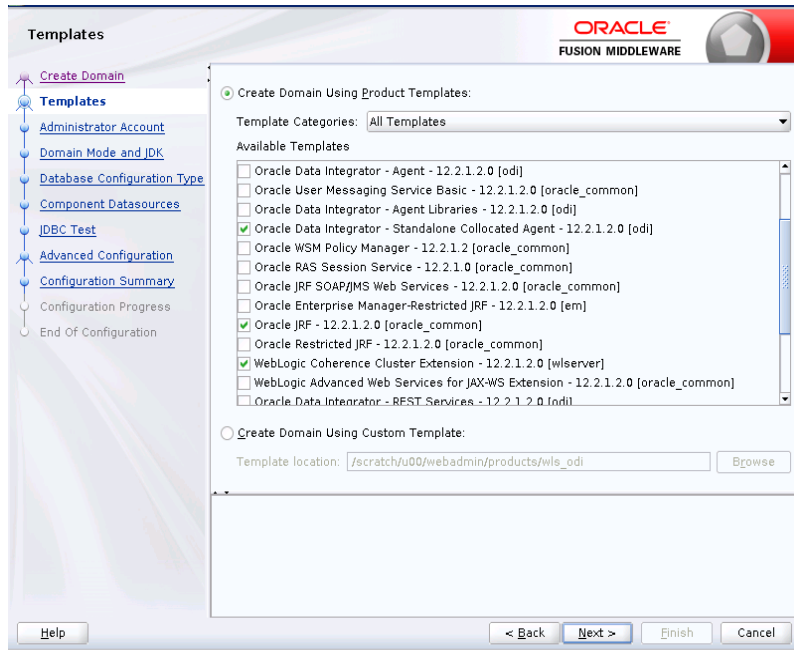 Templates
ORACLE
FUSION MIDDLEWARE
Create Domain
Templates
Administrator Account
Domain Mode and JDK
Database Configuration Type
Component Datasources
JDBC Test
Advanced Configuration
Configuration Summary
Configuration Progress
End Of Configuration
Create Domain Using Product Templates:
Template Categories: All Templates
Available Templates
Oracle Data Integrator - Agent - 12.2.1.2.0 [odi]
Oracle User Messaging Service Basic - 12.2.1.2.0 [oracle_common]
Oracle Data Integrator - Agent Libraries - 12.2.1.2.0 [odi]
Oracle Data Integrator - Standalone Collocated Agent - 12.2.1.2.0 [odi]
Oracle WSM Policy Manager - 12.2.1.2 [oracle_common]
Oracle RAS Session Service - 12.2.1.0 [oracle_common]
Oracle JRF SOAP/JMS Web Services - 12.2.1.2.0 [oracle_common]
Oracle Enterprise Manager-Restricted JRF - 12.2.1.2.0 [em]
Oracle JRF - 12.2.1.2.0 [oracle_common]
Oracle Restricted JRF - 12.2.1.2.0 [oracle_common]
WebLogic Coherence Cluster Extension - 12.2.1.2.0 [wlserver]
WebLogic Advanced Web Services for JAX-WS Extension - 12.2.1.2.0 [oracle_common]
Oracle Data Integrator - REST Services - 12.2.1.2.0 [odi]
Create Domain Using Custom Template:
Template location: /scratch/u00/webadmin/products/wls_odi Browse
Help < Back Next > Finish Cancel